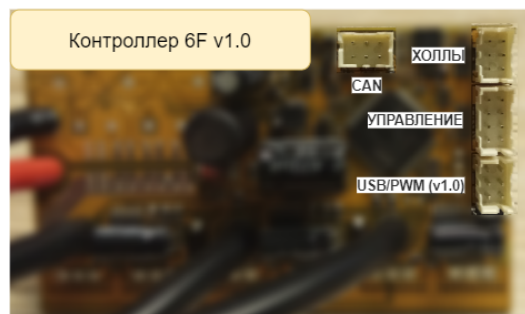 Контроллер 6F v1.0
ХОЛЛЫ
CAN
УПРАВЛЕНИЕ
USB/PWM (v1.0)